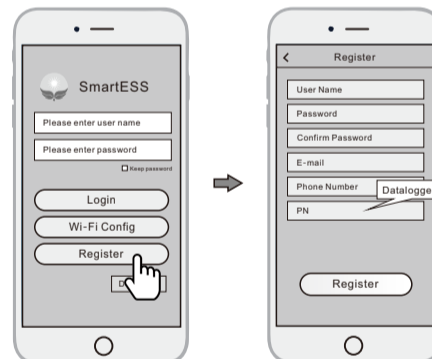 SmartESS
Please enter user name
Please enter password
Keep password
Login
Wi-Fi Config
Register
Register
User Name
Password
Confirm Password
E-mail
Phone Number
Datalogge
PN
Register